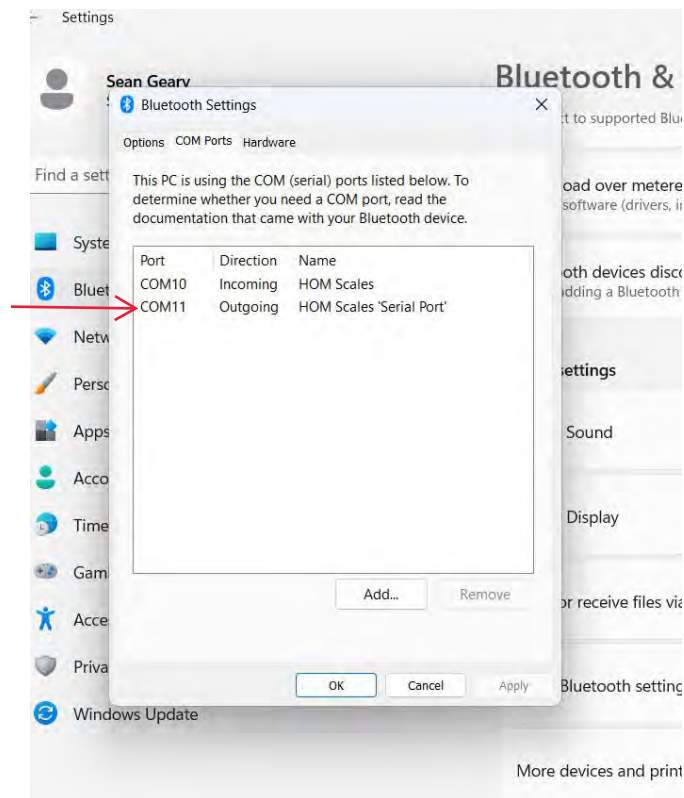 Settings
Sean Geary
Bluetooth &
Bluetooth Settings
to supported Blue
Options COM Ports Hardware
Find a sett
This PC is using the COM (serial) ports listed below. To
determine whether you need a COM port, read the
documentation that came with your Bluetooth device.
oad over metere
software (drivers, in
Port Direction Name
COM10 Incoming HOM Scales
COM11 Outgoing HOM Scales 'Serial Port'
Syste
Bluet
Netw
Perso
Apps
Acco
Time
Gam
Acce
Priva
Windows Update
oth devices disco
dding a Bluetooth
settings
Sound
Display
Add...
Remove
or receive files via
OK
Cancel
Apply
Bluetooth setting
More devices and print